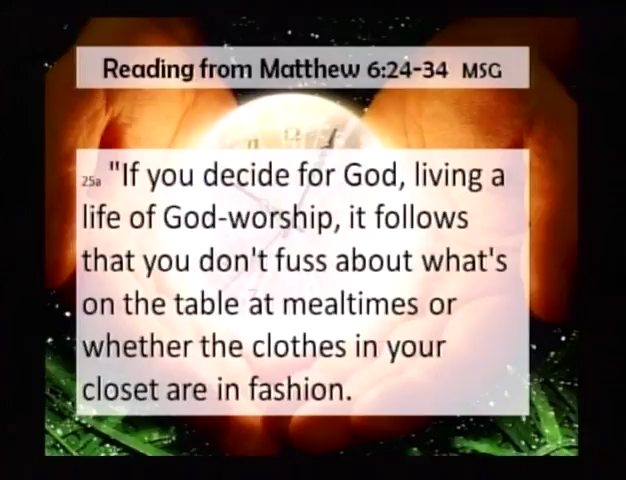 Reading from Matthew 6:24-34 MSG
12
25a "If you decide for God, living a
life of God-worship, it follows
that you don't fuss about what's
on the table at mealtimes or
whether the clothes in your
closet are in fashion.